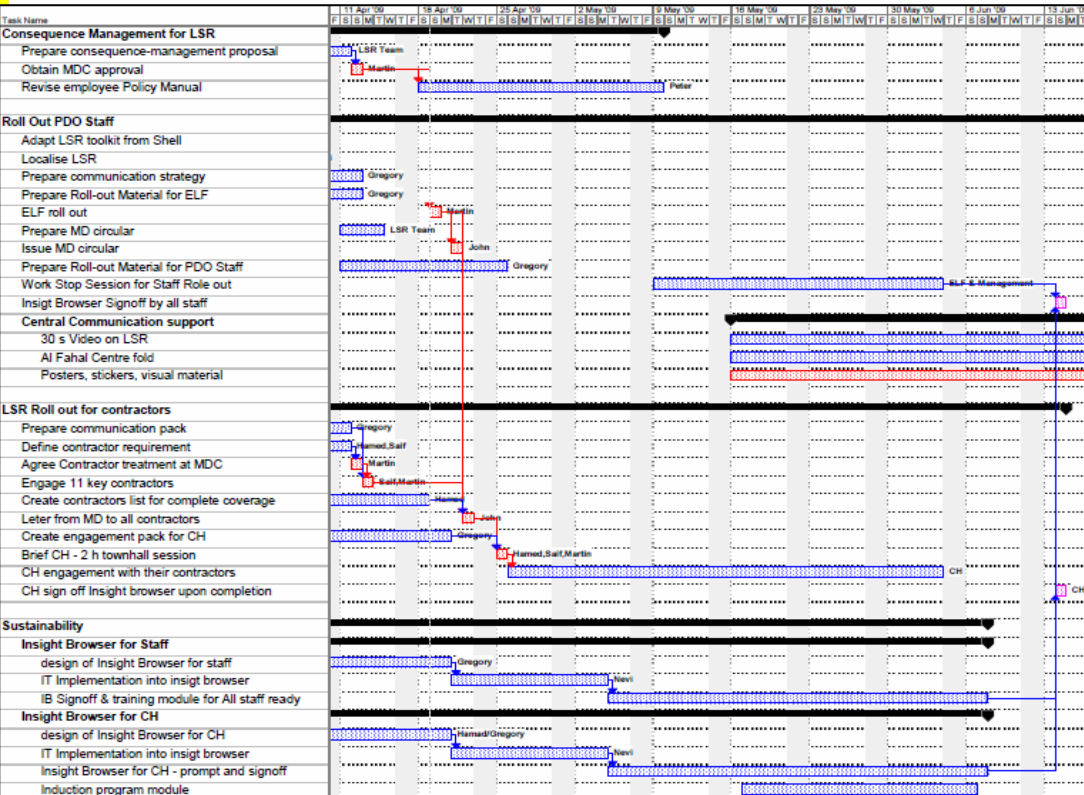 11 Apr '09 18 Apr '09 25 Apr '09 2 May '09 9 May '09 16 May '09 23 May '09 30 May '09 6 Jun '09 13 Jun '0
Task Name F S S M T W T F S S M T W T F S S M T W T F S S M T W T F S S M T W T F S S M T W T F S S M T W T F S S M T W T F S S M T W T F S S M T
Consequence Management for LSR
Prepare consequence-management proposal LSR Team
Obtain MDC approval Martin
Revise employee Policy Manual Peter
Roll Out PDO Staff
Adapt LSR toolkit from Shell
Localise LSR
Prepare communication strategy Gregory
Prepare Roll-out Material for ELF Gregory
ELF roll out Martin
Prepare MD circular LSR Team
Issue MD circular John
Prepare Roll-out Material for PDO Staff Gregory
Work Stop Session for Staff Role out ELF & Management
Insigt Browser Signoff by all staff
Central Communication support
30 s Video on LSR
Al Fahal Centre fold
Posters, stickers, visual material
LSR Roll out for contractors
Prepare communication pack Gregory
Define contractor requirement Hamed,Saif
Agree Contractor treatment at MDC Martin
Engage 11 key contractors Saif,Martin
Create contractors list for complete coverage Hamed
Leter from MD to all contractors John
Create engagement pack for CH Gregory
Brief CH - 2 h townhall session Hamed,Saif,Martin
CH engagement with their contractors CH
CH sign off Insight browser upon completion CH
Sustainability
Insight Browser for Staff
design of Insight Browser for staff Gregory
IT Implementation into insigt browser Nevi
IB Signoff & training module for All staff ready
Insight Browser for CH
design of Insight Browser for CH Hamad/Gregory
IT Implementation into insigt browser Nevi
Insight Browser for CH - prompt and signoff
Induction program module